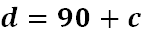 d = 90 + c